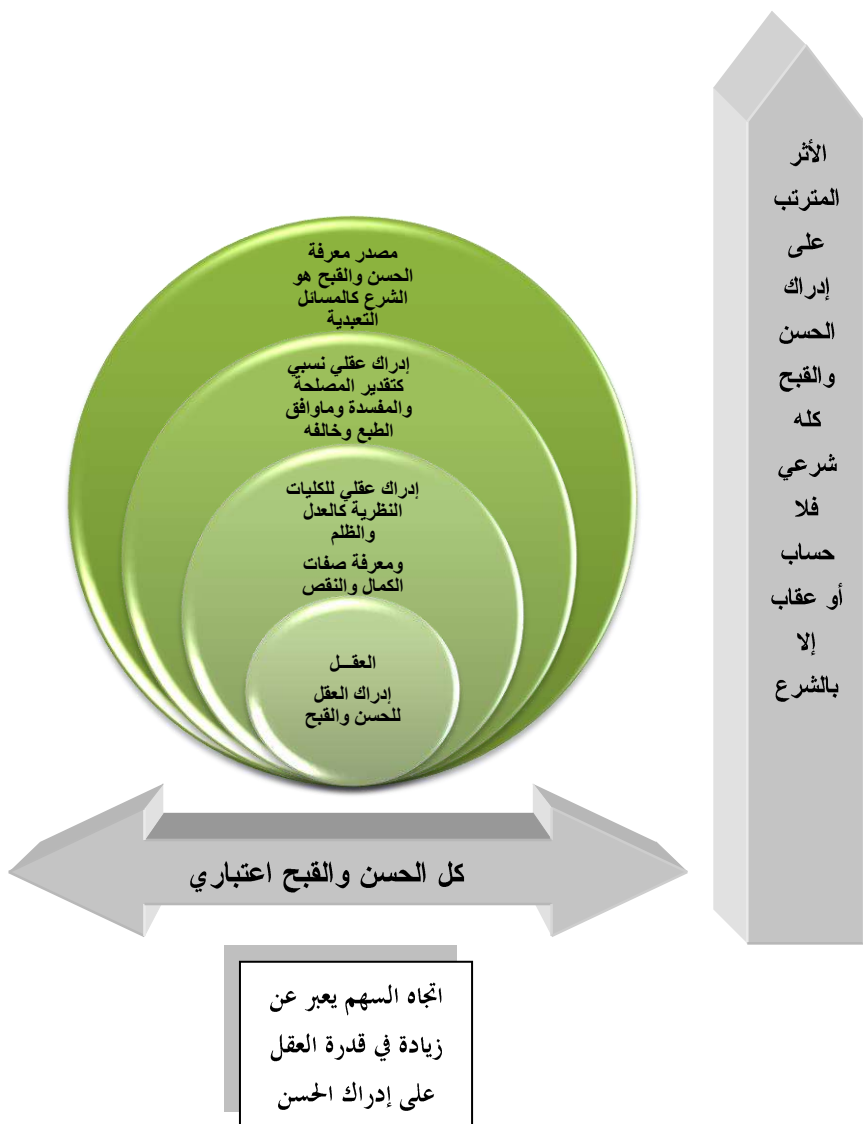 مصدر معرفة
الحسن والقبح هو
الشرع كالمسائل
التعبدية
إدراك عقلي نسبي
كتقدير المصلحة
والمفسدة وماوافق
الطبع وخالفه
إدراك عقلي للكليات
النظرية كالعدل
والظلم
ومعرفة صفات
الكمال والنقص
العقــل
إدراك العقل
للحسن والقبح
الأثر
المترتب
على
إدراك
الحسن
والقبح
كله
شرعي
فلا
حساب
أو عقاب
إلا
بالشرع
كل الحسن والقبح اعتباري
اتجاه السهم يعبر عن
زيادة في قدرة العقل
على إدراك الحسن